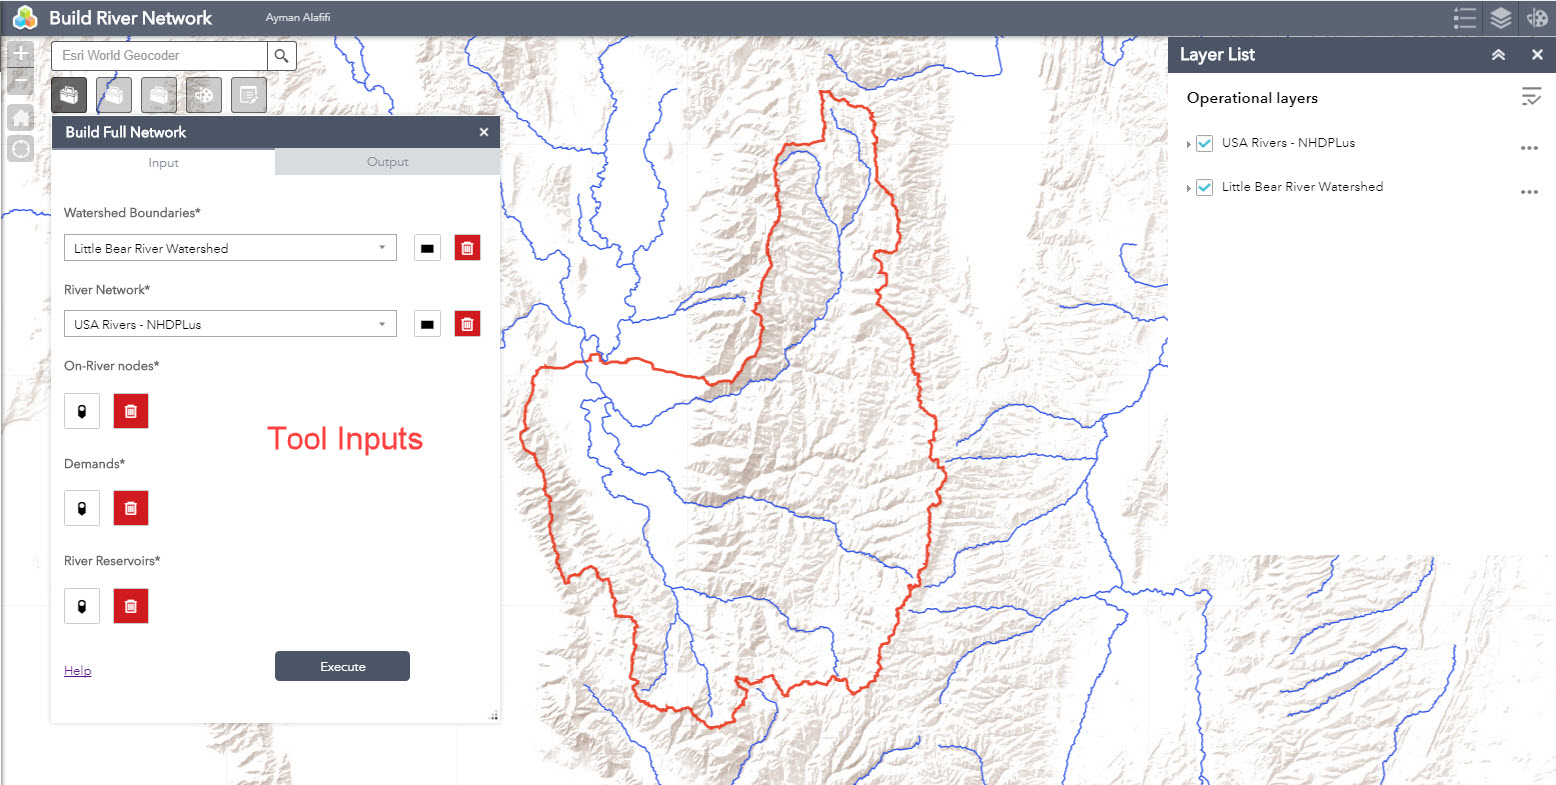 Build River Network
Ayman Alafifi
Esri World Geocoder
Build Full Network
Input
Output
Watershed Boundaries*
Little Bear River Watershed
River Network*
USA Rivers - NHDPLus
On-River nodes*
Tool Inputs
Demands*
River Reservoirs*
Help
Execute
Layer List
Operational layers
USA Rivers - NHDPLus
Little Bear River Watershed